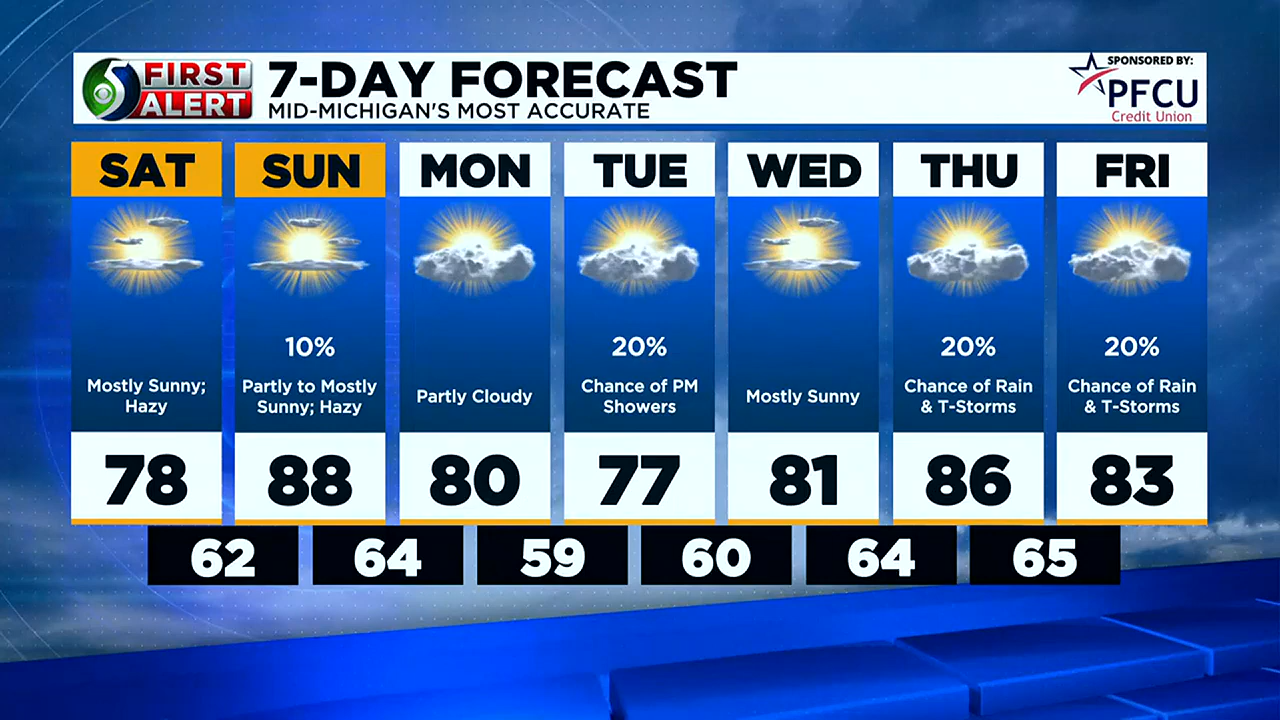 5 FIRST
ALERT
7-DAY FORECAST
MID-MICHIGAN'S MOST ACCURATE
SPONSORED BY:
PFCU
Credit Union
SAT SUN MON TUE WED THU FRI
10% 20% 20% 20%
Mostly Sunny;
Hazy
Partly to Mostly
Sunny; Hazy
Partly Cloudy
Chance of PM
Showers
Mostly Sunny
Chance of Rain
& T-Storms
Chance of Rain
& T-Storms
78 88 80 77 81 86 83
62 64 59 60 64 65